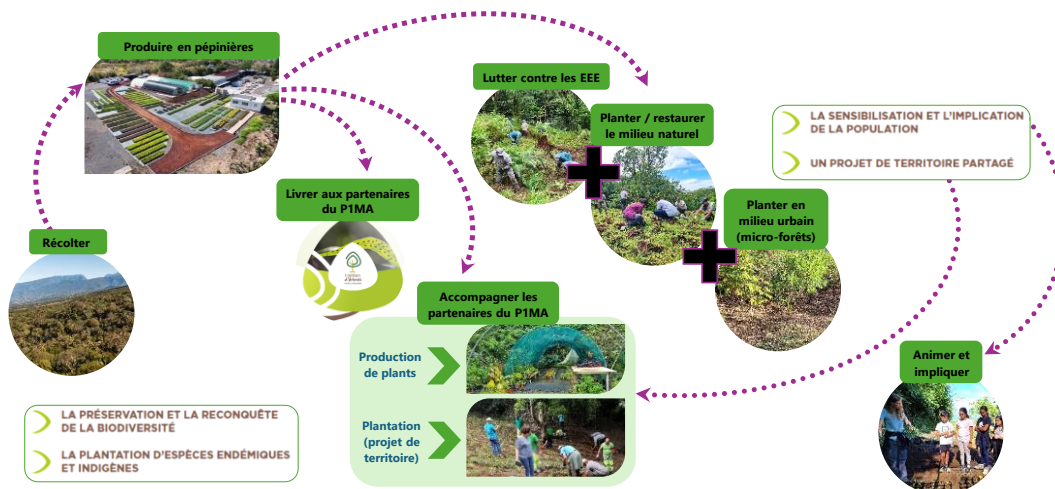 Produire en pépinières
Lutter contre les EEE
Planter / restaurer
le milieu naturel
LA SENSIBILISATION ET L'IMPLICATION
DE LA POPULATION
UN PROJET DE TERRITOIRE PARTAGÉ
Livrer aux partenaires
du P1MA
Planter en
milieu urbain
(micro-forêts)
Récolter
Accompagner les
partenaires du P1MA
Production
de plants
Plantation
(projet de
territoire)
Animer et
impliquer
LA PRÉSERVATION ET LA RECONQUÊTE
DE LA BIODIVERSITÉ
LA PLANTATION D'ESPÈCES ENDÉMIQUES
ET INDIGÈNES